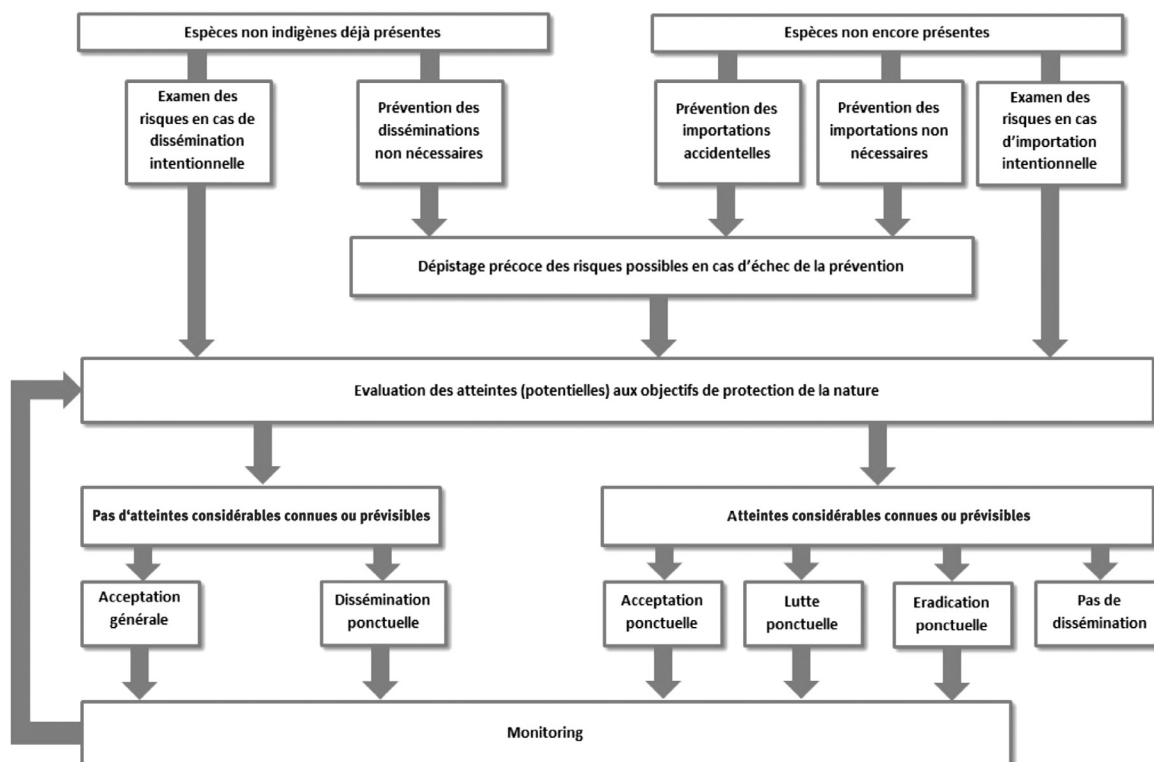 Espèces non indigènes déjà présentes
Espèces non encore présentes
Examen des
risques en cas de
dissémination
intentionnelle
Prévention des
disséminations
non nécessaires
Prévention des
importations
accidentelles
Prévention des
importations non
nécessaires
Examen des
risques en cas
d'importation
intentionnelle
Dépistage précoce des risques possibles en cas d'échec de la prévention
Evaluation des atteintes (potentielles) aux objectifs de protection de la nature
Pas d'atteintes considérables connues ou prévisibles
Atteintes considérables connues ou prévisibles
Acceptation
générale
Dissémination
ponctuelle
Acceptation
ponctuelle
Lutte
ponctuelle
Eradication
ponctuelle
Pas de
dissémination
Monitoring